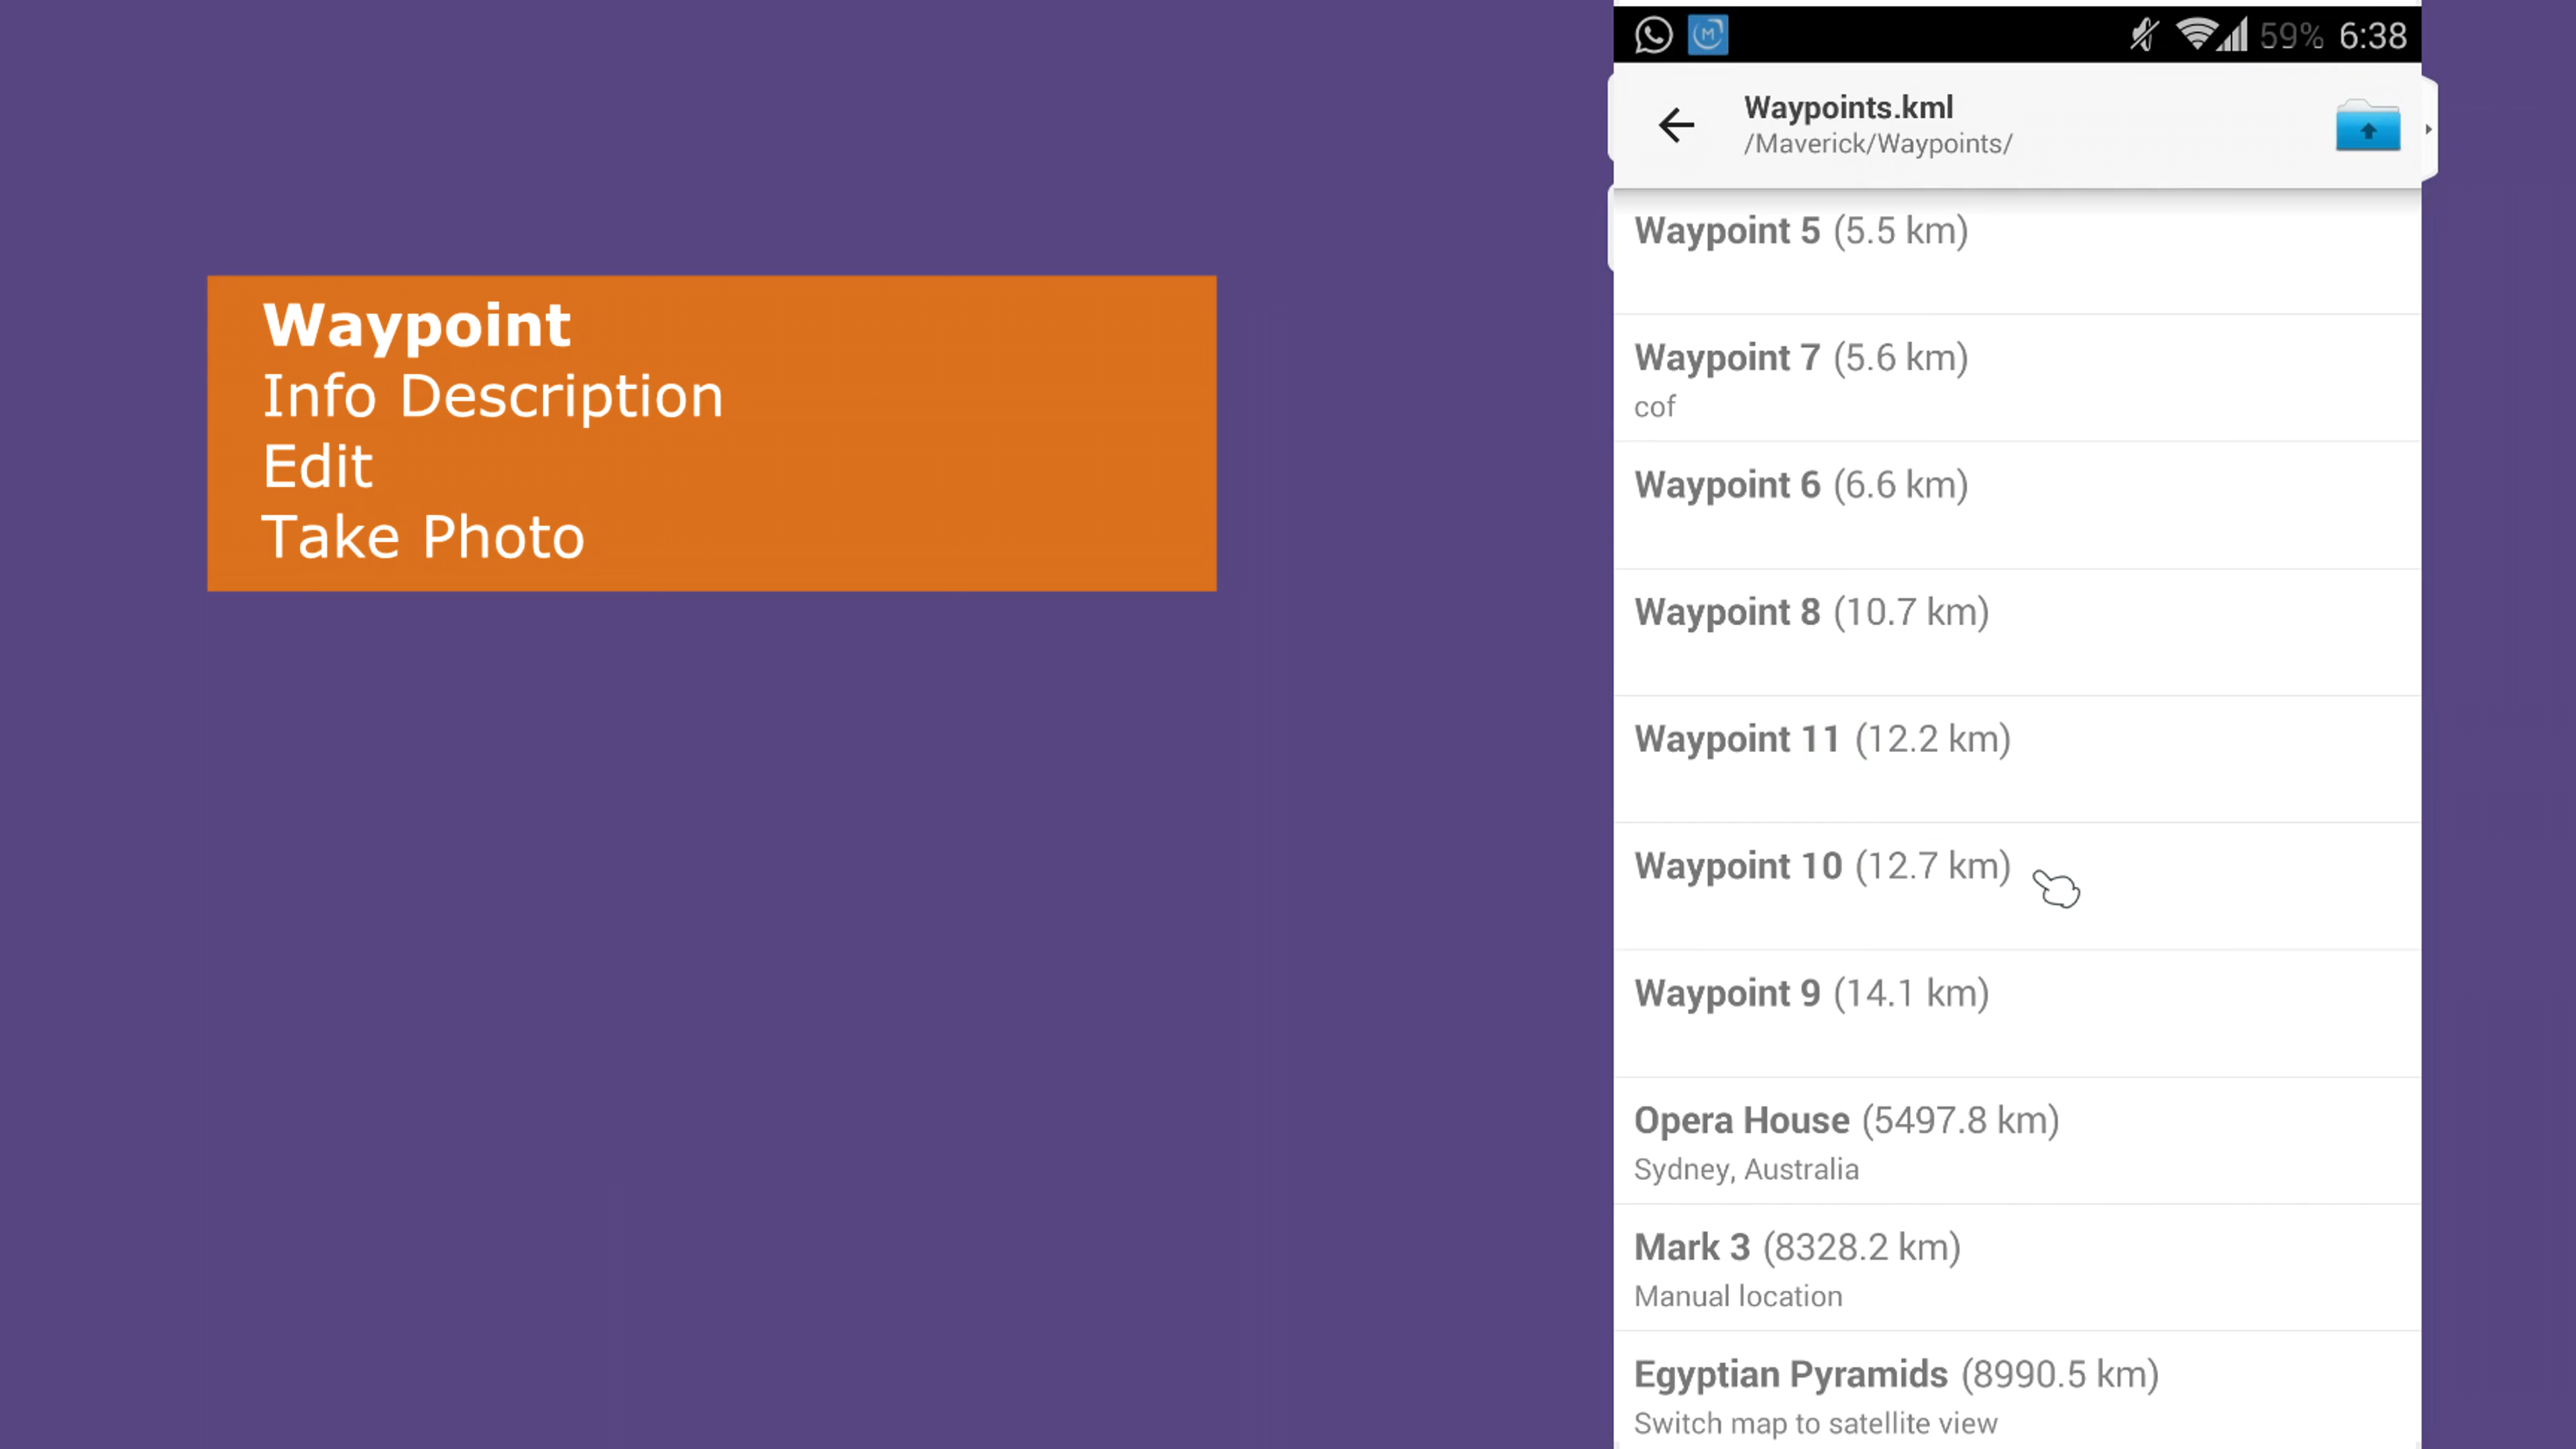 Waypoint
Info Description
Edit
Take Photo
59% 6:38
Waypoints.kml
/Maverick/Waypoints/
Waypoint 5 (5.5 km)
Waypoint 7 (5.6 km)
cof
Waypoint 6 (6.6 km)
Waypoint 8 (10.7 km)
Waypoint 11 (12.2 km)
Waypoint 10 (12.7 km)
Waypoint 9 (14.1 km)
Opera House (5497.8 km)
Sydney, Australia
Mark 3 (8328.2 km)
Manual location
Egyptian Pyramids (8990.5 km)
Switch map to satellite view